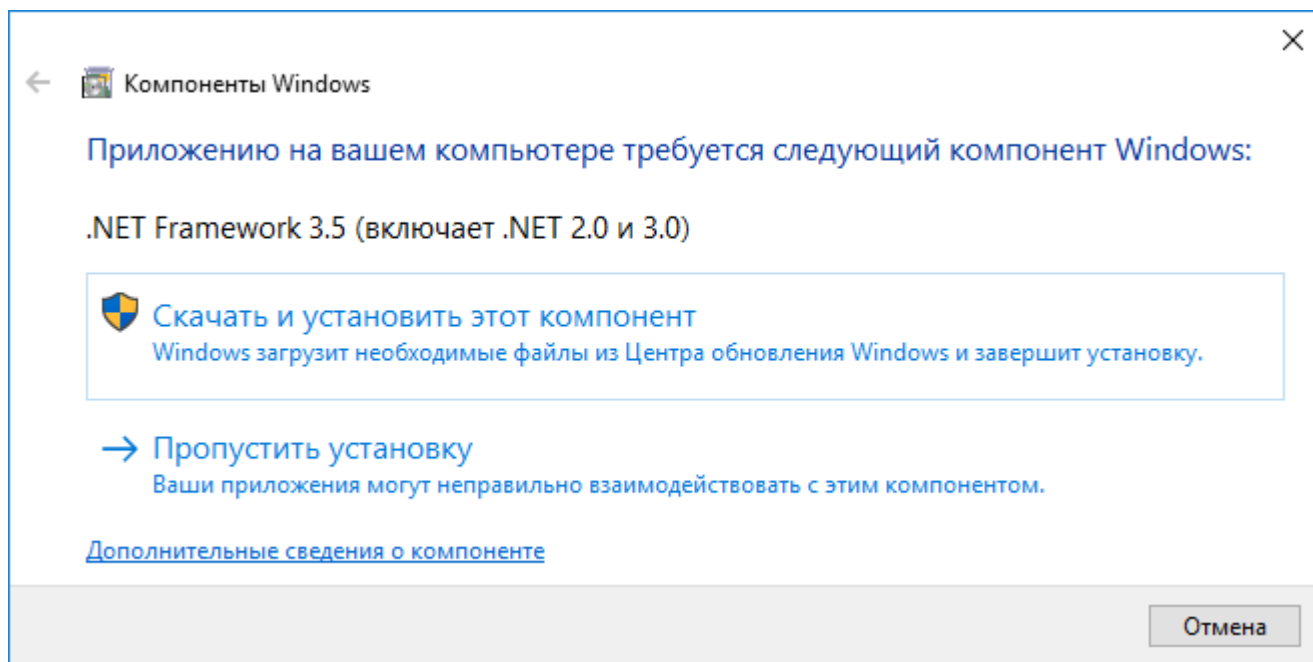 Компоненты Windows
Приложению на вашем компьютере требуется следующий компонент Windows:
.NET Framework 3.5 (включает .NET 2.0 и 3.0)
Скачать и установить этот компонент
Windows загрузит необходимые файлы из Центра обновления Windows и завершит установку.
Пропустить установку
Ваши приложения могут неправильно взаимодействовать с этим компонентом.
Дополнительные сведения о компоненте
Отмена